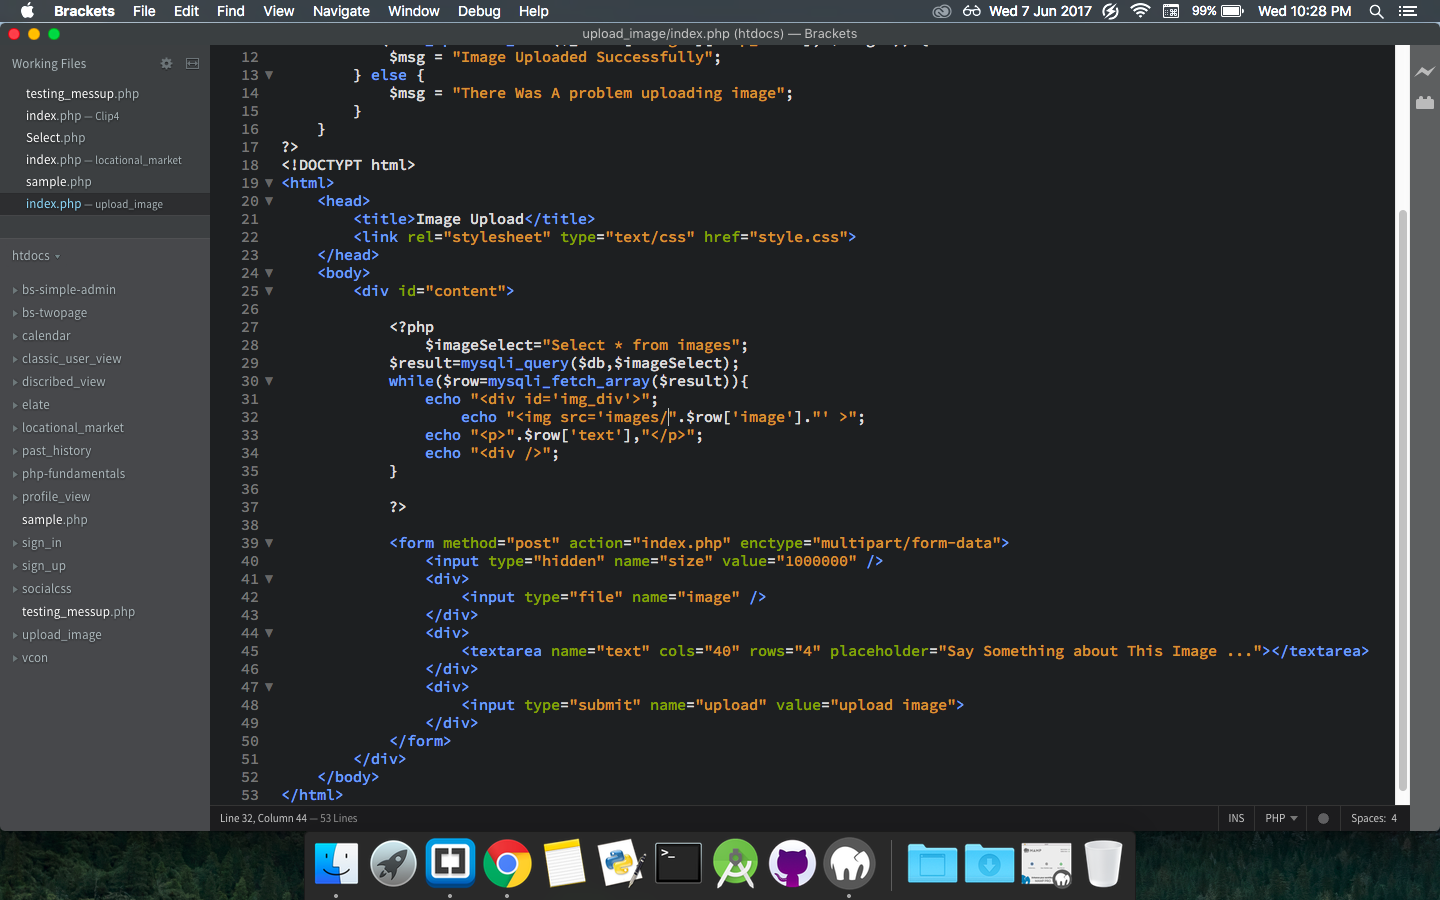 Brackets File Edit Find View Navigate Window Debug Help Wed 7 Jun 2017 99% Wed 10:28 PM
upload_image/index.php (htdocs) — Brackets
Working Files
testing_messup.php
index.php — Clip4
Select.php
index.php — locational_market
sample.php
index.php — upload_image
htdocs
bs-simple-admin
bs-twopage
calendar
classic_user_view
discribed_view
elate
locational_market
past_history
php-fundamentals
profile_view
sample.php
sign_in
sign_up
socialcss
testing_messup.php
upload_image
vcon
12 $msg = "Image Uploaded Successfully";
13 } else {
14 $msg = "There Was A problem uploading image";
15 }
16 }
17 ?>
18 <!DOCTYPT html>
19 <html>
20 <head>
21 <title>Image Upload</title>
22 <link rel="stylesheet" type="text/css" href="style.css">
23 </head>
24 <body>
25 <div id="content">
26
27 <?php
28 $imageSelect="Select * from images";
29 $result=mysqli_query($db,$imageSelect);
30 while($row=mysqli_fetch_array($result)){
31 echo "<div id='img_div'>";
32 echo "<img src='images/".$row['image']."' >";
33 echo "<p>".$row['text'],"</p>";
34 echo "<div />";
35 }
36
37 ?>
38
39 <form method="post" action="index.php" enctype="multipart/form-data">
40 <input type="hidden" name="size" value="1000000" />
41 <div>
42 <input type="file" name="image" />
43 </div>
44 <div>
45 <textarea name="text" cols="40" rows="4" placeholder="Say Something about This Image ..."></textarea>
46 </div>
47 <div>
48 <input type="submit" name="upload" value="upload image">
49 </div>
50 </form>
51 </div>
52 </body>
53 </html>
Line 32, Column 44 — 53 Lines INS PHP Spaces: 4